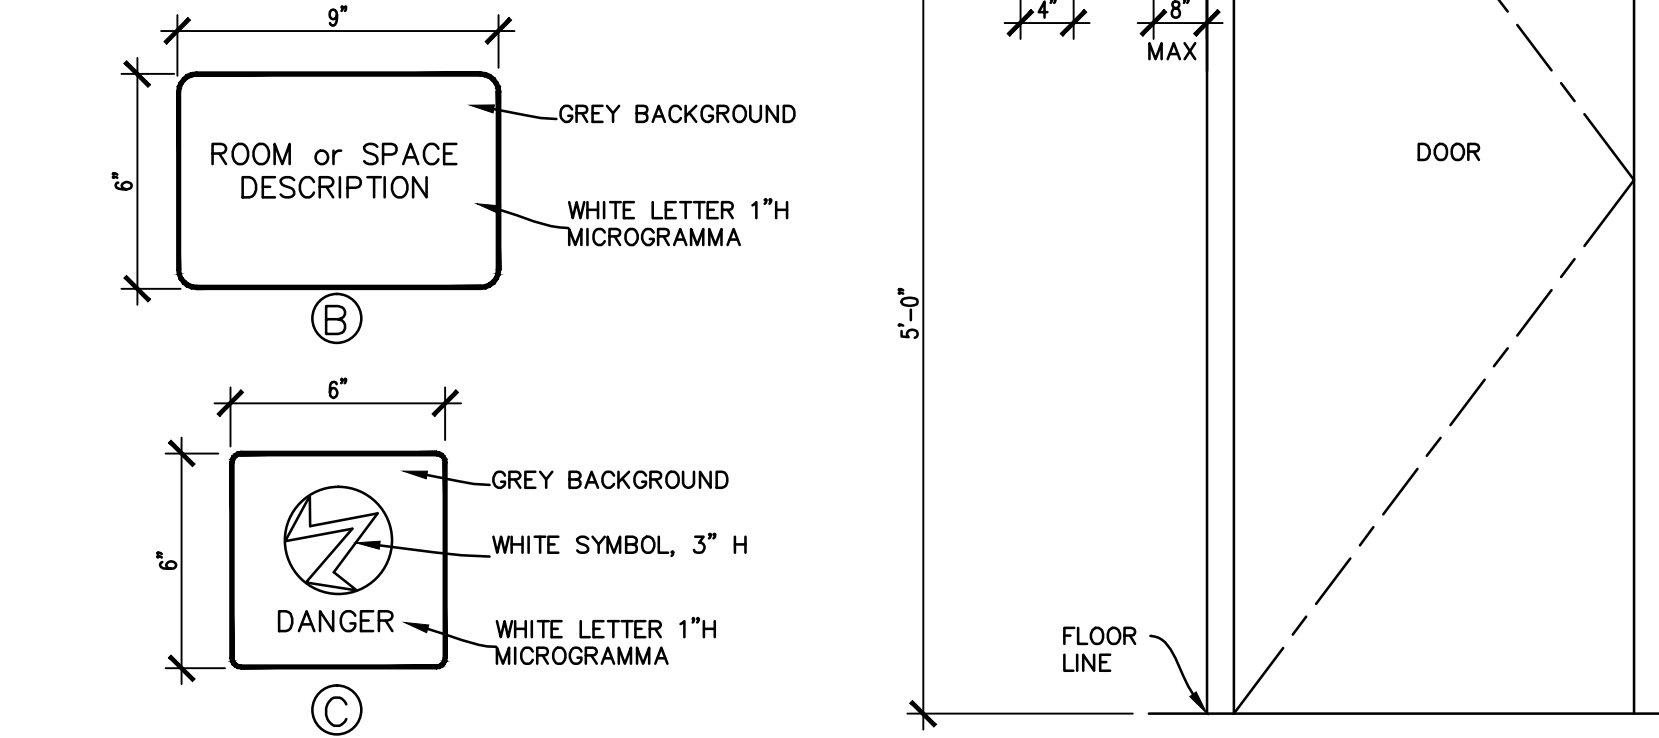 9"
6"
GREY BACKGROUND
ROOM or SPACE
DESCRIPTION
WHITE LETTER 1"H
MICROGRAMMA
B
6"
6"
GREY BACKGROUND
WHITE SYMBOL, 3" H
DANGER
WHITE LETTER 1"H
MICROGRAMMA
C
4"
8"
MAX
DOOR
5'-0"
FLOOR
LINE